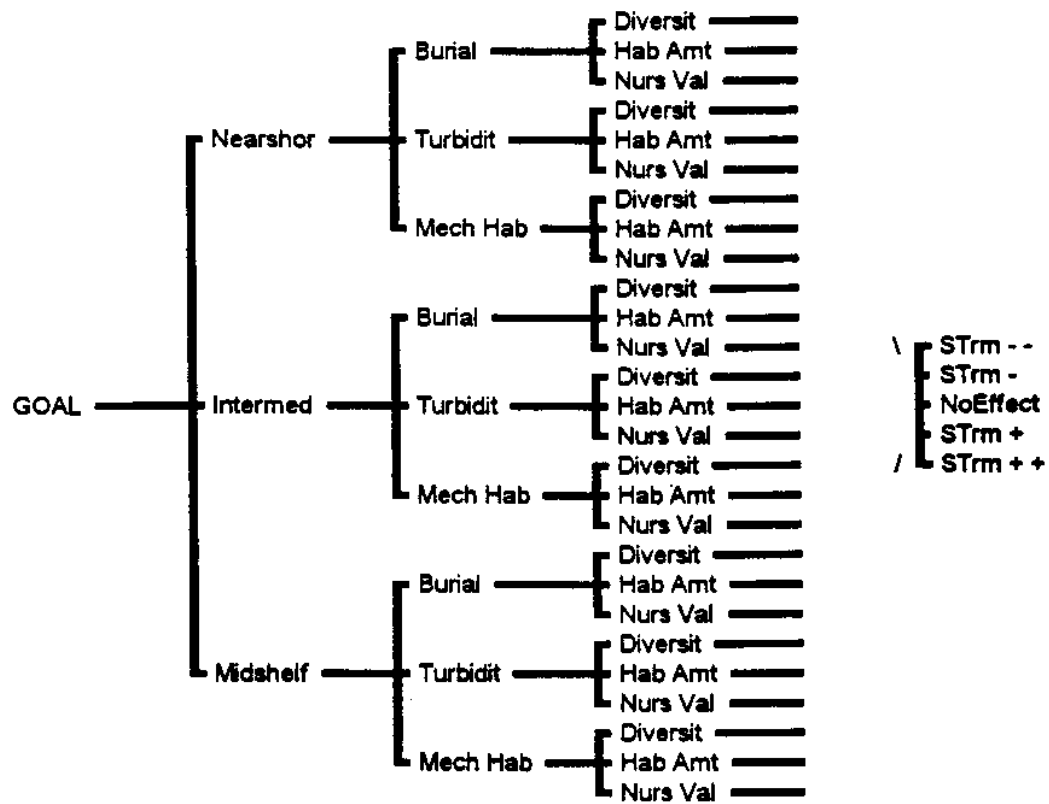 Diversit
Burial Hab Amt
Nurs Val
Diversit
Nearshor Turbidit Hab Amt
Nurs Val
Diversit
Mech Hab Hab Amt
Nurs Val
Diversit
Burial Hab Amt
Nurs Val \ STrm - -
Diversit STrm -
GOAL Intermed Turbidit Hab Amt NoEffect
Nurs Val STrm +
Diversit / STrm + +
Mech Hab Hab Amt
Nurs Val
Diversit
Burial Hab Amt
Nurs Val
Diversit
Midshelf Turbidit Hab Amt
Nurs Val
Diversit
Mech Hab Hab Amt
Nurs Val